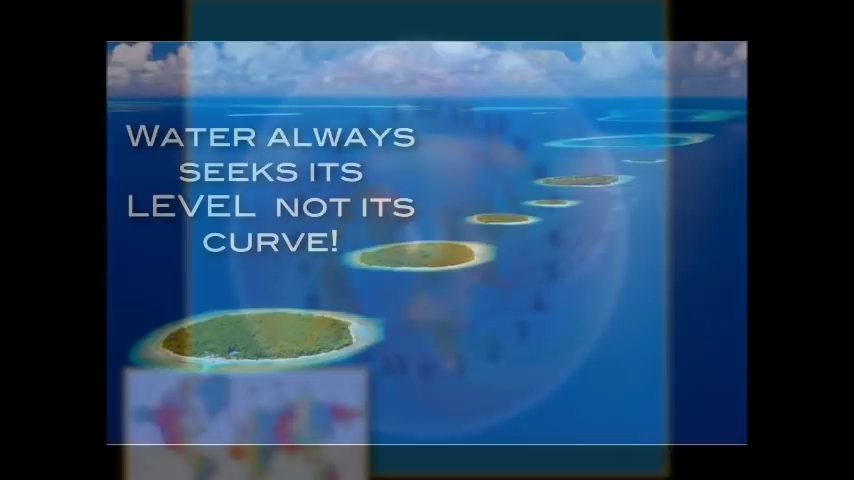 WATER ALWAYS
SEEKS ITS
LEVEL NOT ITS
CURVE!